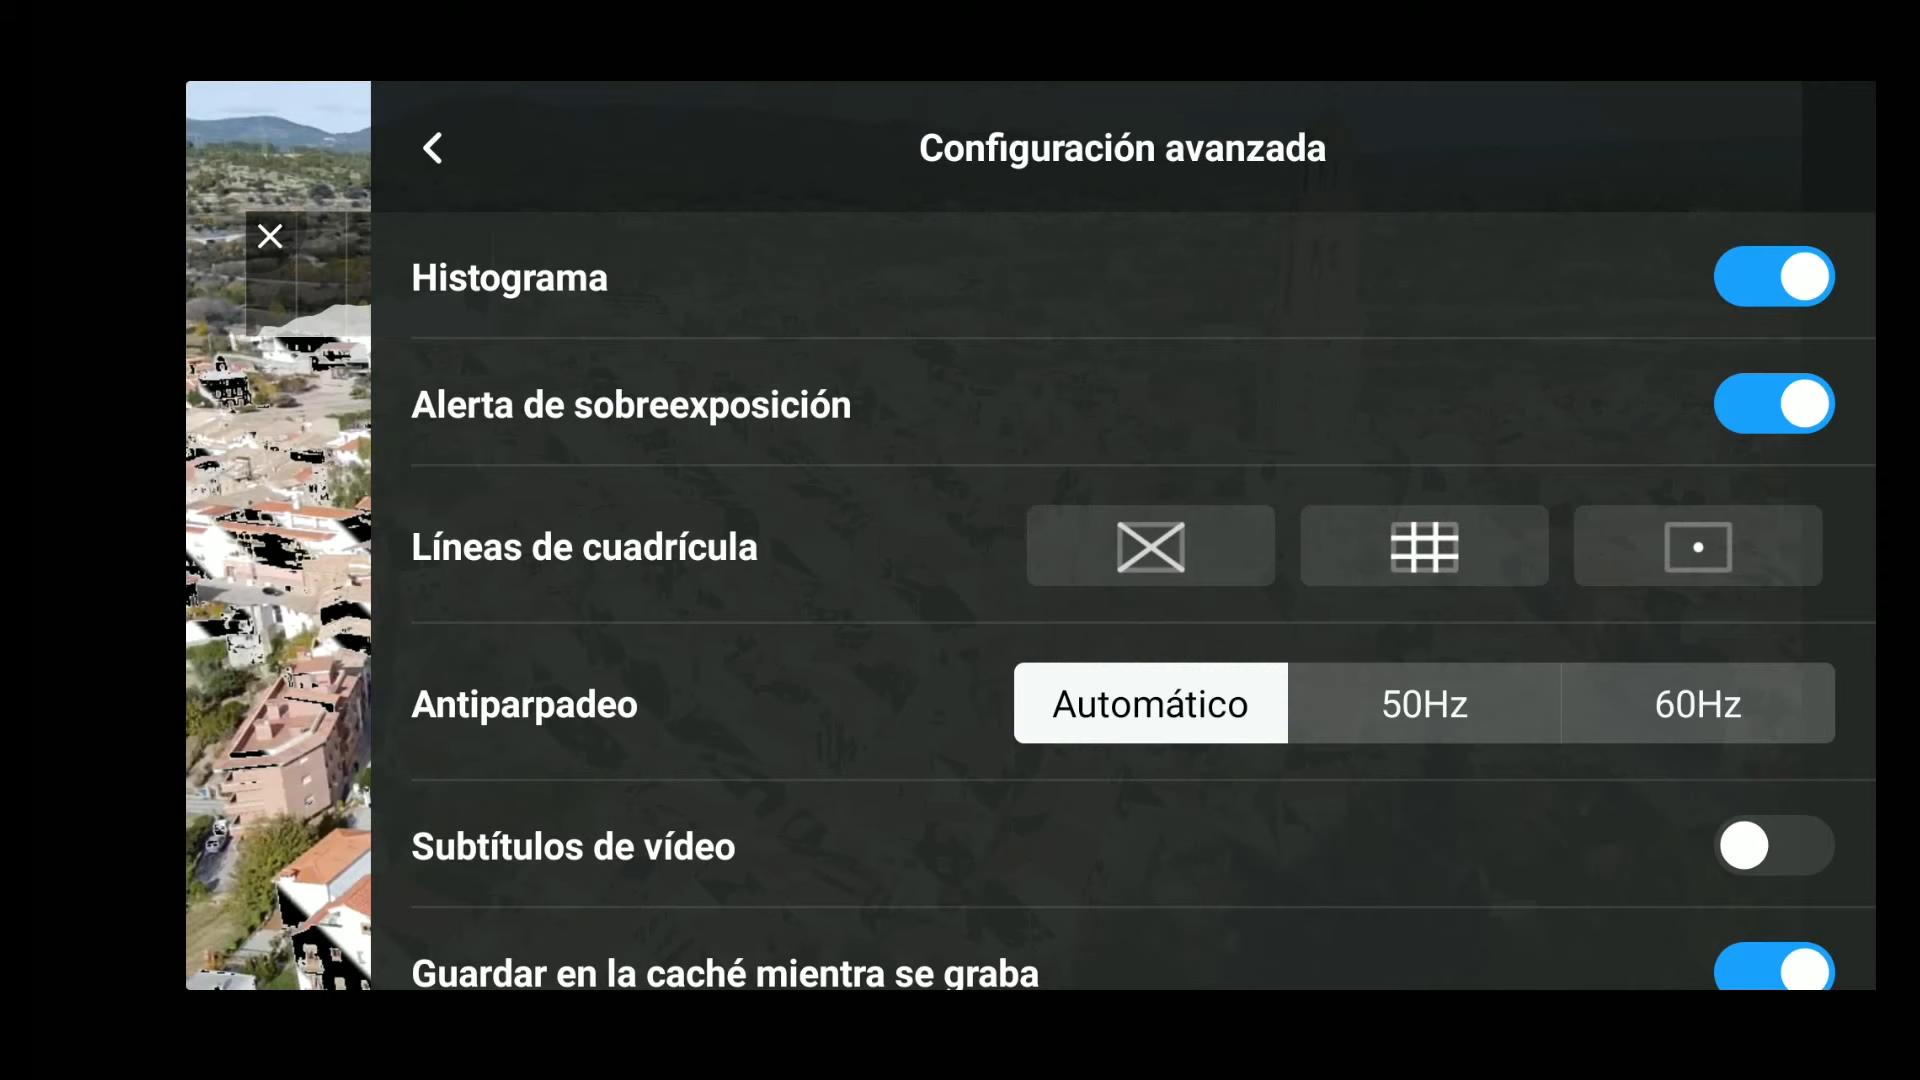 Configuración avanzada
Histograma
Alerta de sobreexposición
Líneas de cuadrícula
Antiparpadeo
Automático 50Hz 60Hz
Subtítulos de vídeo
Guardar en la caché mientra se graba